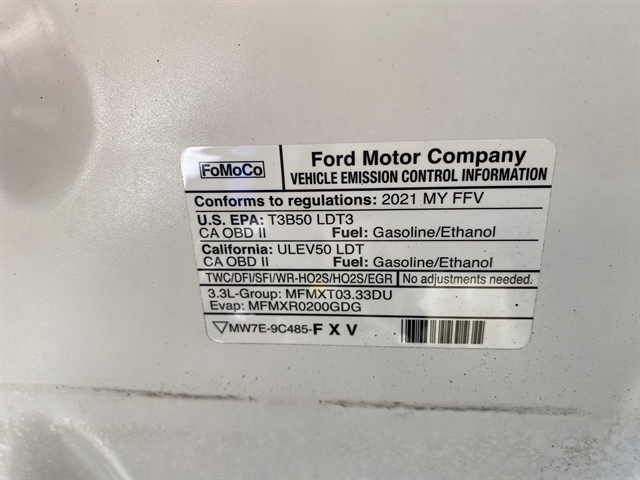 FoMoCo
Ford Motor Company
VEHICLE EMISSION CONTROL INFORMATION
Conforms to regulations: 2021 MY FFV
U.S. EPA: T3B50 LDT3
CA OBD II Fuel: Gasoline/Ethanol
California: ULEV50 LDT
CA OBD II Fuel: Gasoline/Ethanol
TWC/DFI/SFI/WR-HO2S/HO2S/EGR No adjustments needed.
3.3L-Group: MFMXT03.33DU
Evap: MFMXR0200GDG
MW7E-9C485-F X V